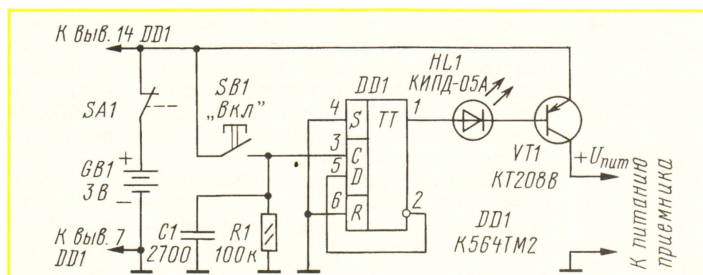 К выв. 14 DD1
SA1
SB1
„Вкл”
GB1
+
3 В
–
К выв. 7
DD1
C1
2700
R1
100к
DD1
4
S
TT
1
3
C
5
D
6
R
2
HL1
КИПД-05А
VT1
КТ208В
+Uпит
DD1
К564ТМ2
К питанию
приемника